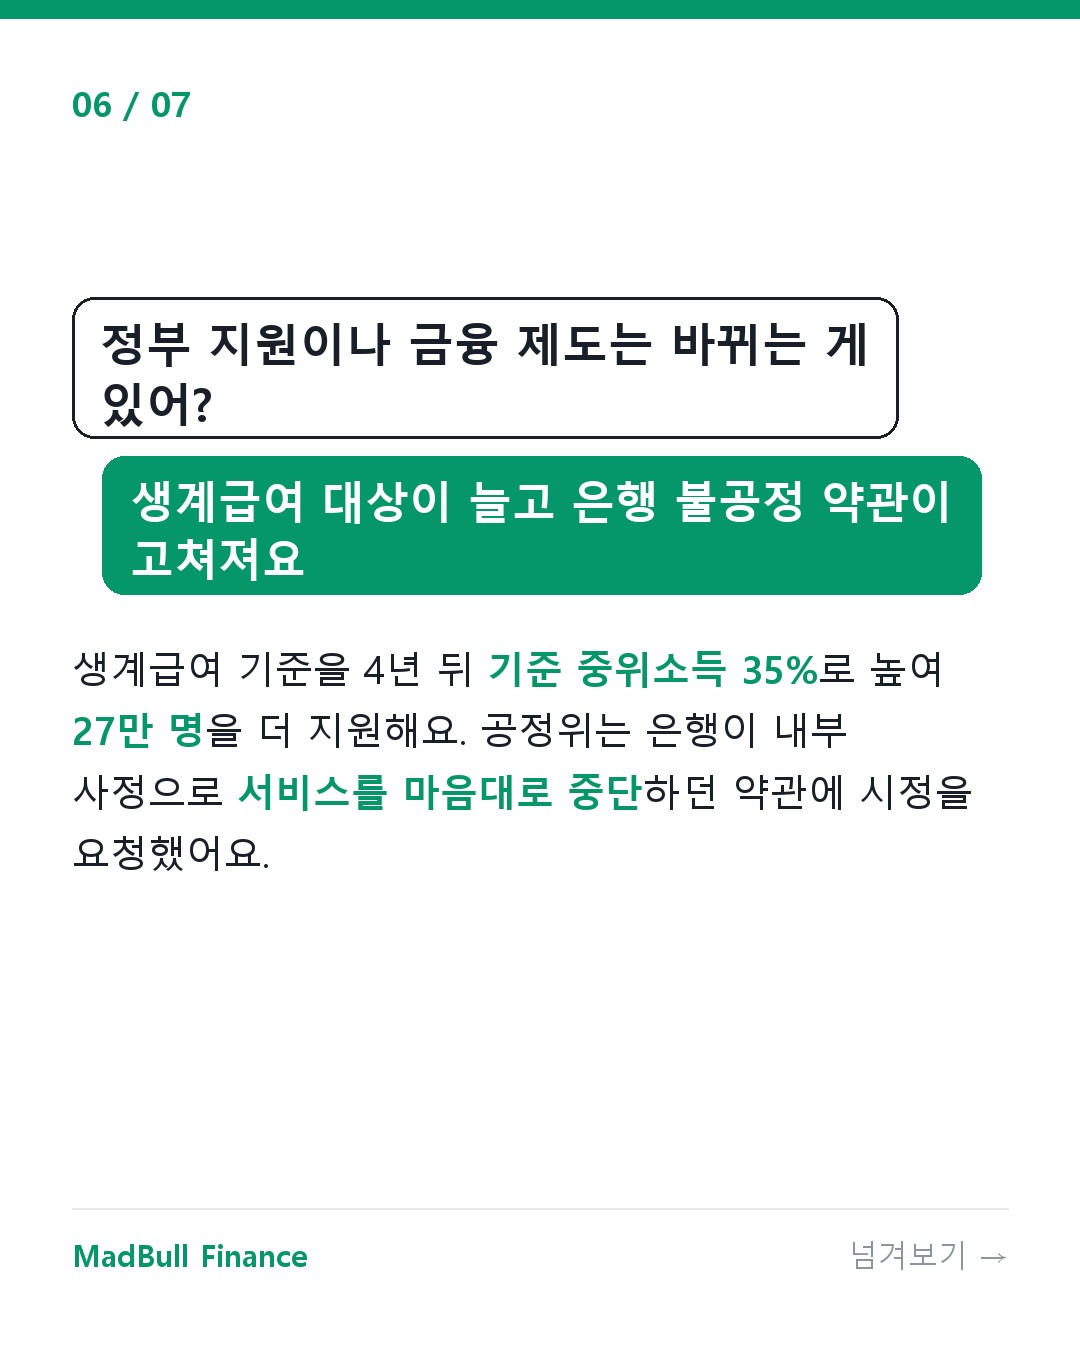 06 / 07
정부 지원이나 금융 제도는 바뀌는 게
있어?
생계급여 대상이 늘고 은행 불공정 약관이
고쳐져요
생계급여 기준을 4년 뒤 기준 중위소득 35%로 높여
27만 명을 더 지원해요. 공정위는 은행이 내부
사정으로 서비스를 마음대로 중단하던 약관에 시정을
요청했어요.
MadBull Finance
넘겨보기 →